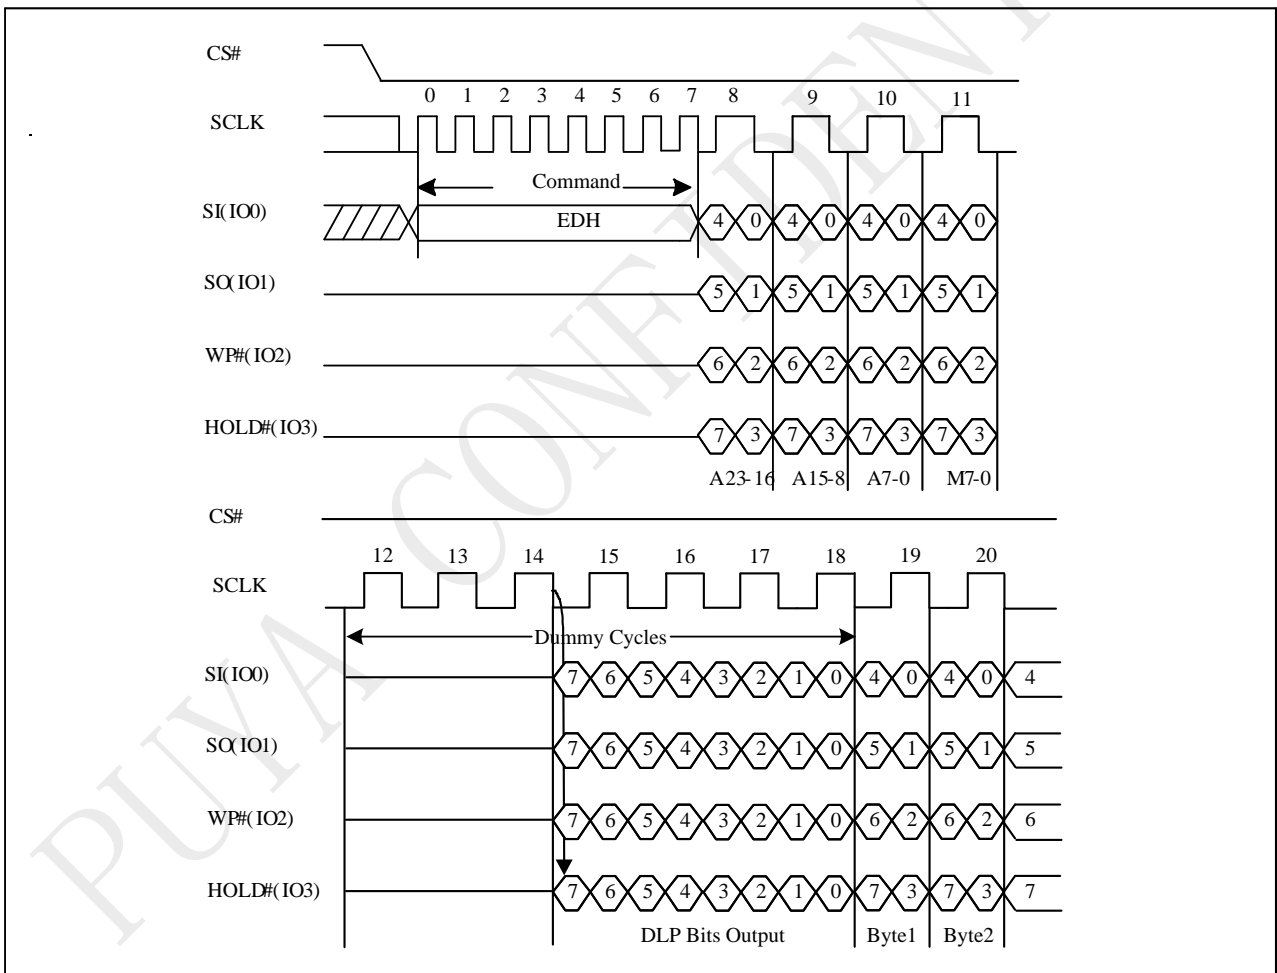 CS#
0 1 2 3 4 5 6 7 8 9 10 11
SCLK
Command
SI(IO0) EDH 4 0 4 0 4 0 4 0
SO(IO1) 5 1 5 1 5 1 5 1
WP#(IO2) 6 2 6 2 6 2 6 2
HOLD#(IO3) 7 3 7 3 7 3 7 3
A23-16 A15-8 A7-0 M7-0
CS#
12 13 14 15 16 17 18 19 20
SCLK
Dummy Cycles
SI(IO0) 7 6 5 4 3 2 1 0 4 0 4 0 4
SO(IO1) 7 6 5 4 3 2 1 0 5 1 5 1 5
WP#(IO2) 7 6 5 4 3 2 1 0 6 2 6 2 6
HOLD#(IO3) 7 6 5 4 3 2 1 0 7 3 7 3 7
DLP Bits Output Byte1 Byte2
PUYA CONFIDENT